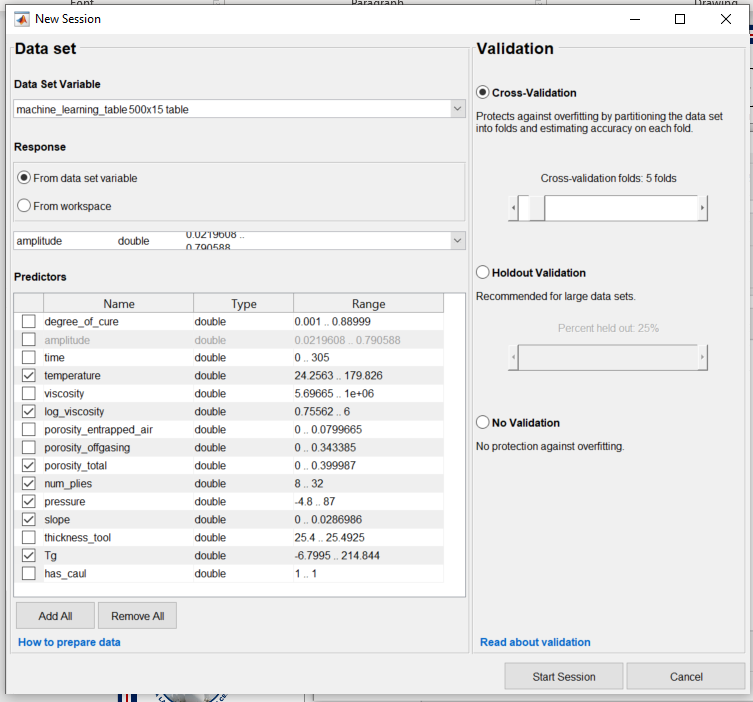 Font
Paragraph
Drawing
New Session
Data set
Data Set Variable
machine_learning_table 500x15 table
Response
From data set variable
From workspace
amplitude double 0.0219608 .. 0.790588
Predictors
Name Type Range
degree_of_cure double 0.001 .. 0.88999
amplitude double 0.0219608 .. 0.790588
time double 0 .. 305
temperature double 24.2563 .. 179.826
viscosity double 5.69665 .. 1e+06
log_viscosity double 0.75562 .. 6
porosity_entrapped_air double 0 .. 0.0799665
porosity_offgasing double 0 .. 0.343385
porosity_total double 0 .. 0.399987
num_plies double 8 .. 32
pressure double -4.8 .. 87
slope double 0 .. 0.0286986
thickness_tool double 25.4 .. 25.4925
Tg double -6.7995 .. 214.844
has_caul double 1 .. 1
Add All Remove All
How to prepare data
Validation
Cross-Validation
Protects against overfitting by partitioning the data set
into folds and estimating accuracy on each fold.
Cross-validation folds: 5 folds
Holdout Validation
Recommended for large data sets.
Percent held out: 25%
No Validation
No protection against overfitting.
Read about validation
Start Session Cancel